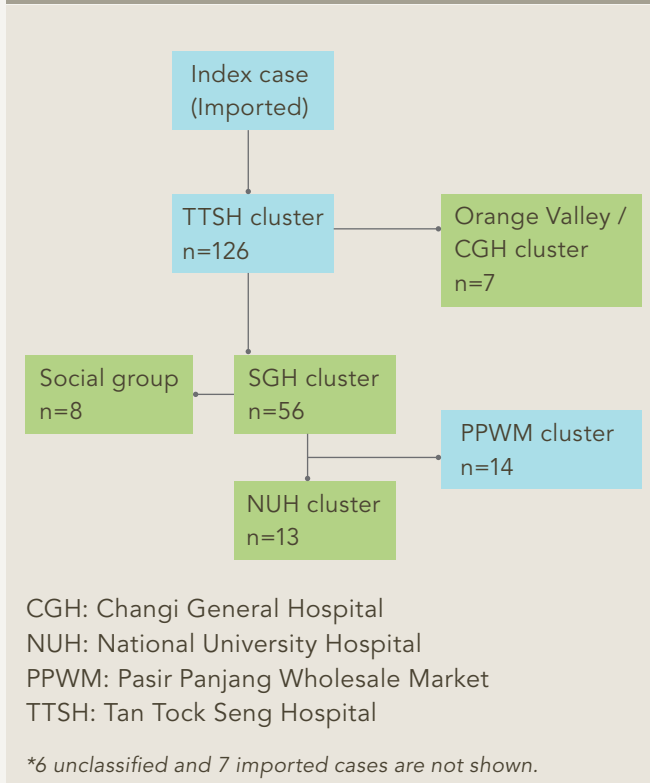 Index case
(Imported)
TTSH cluster
n=126
Orange Valley /
CGH cluster
n=7
Social group
n=8
SGH cluster
n=56
PPWM cluster
n=14
NUH cluster
n=13
CGH: Changi General Hospital
NUH: National University Hospital
PPWM: Pasir Panjang Wholesale Market
TTSH: Tan Tock Seng Hospital
*6 unclassified and 7 imported cases are not shown.